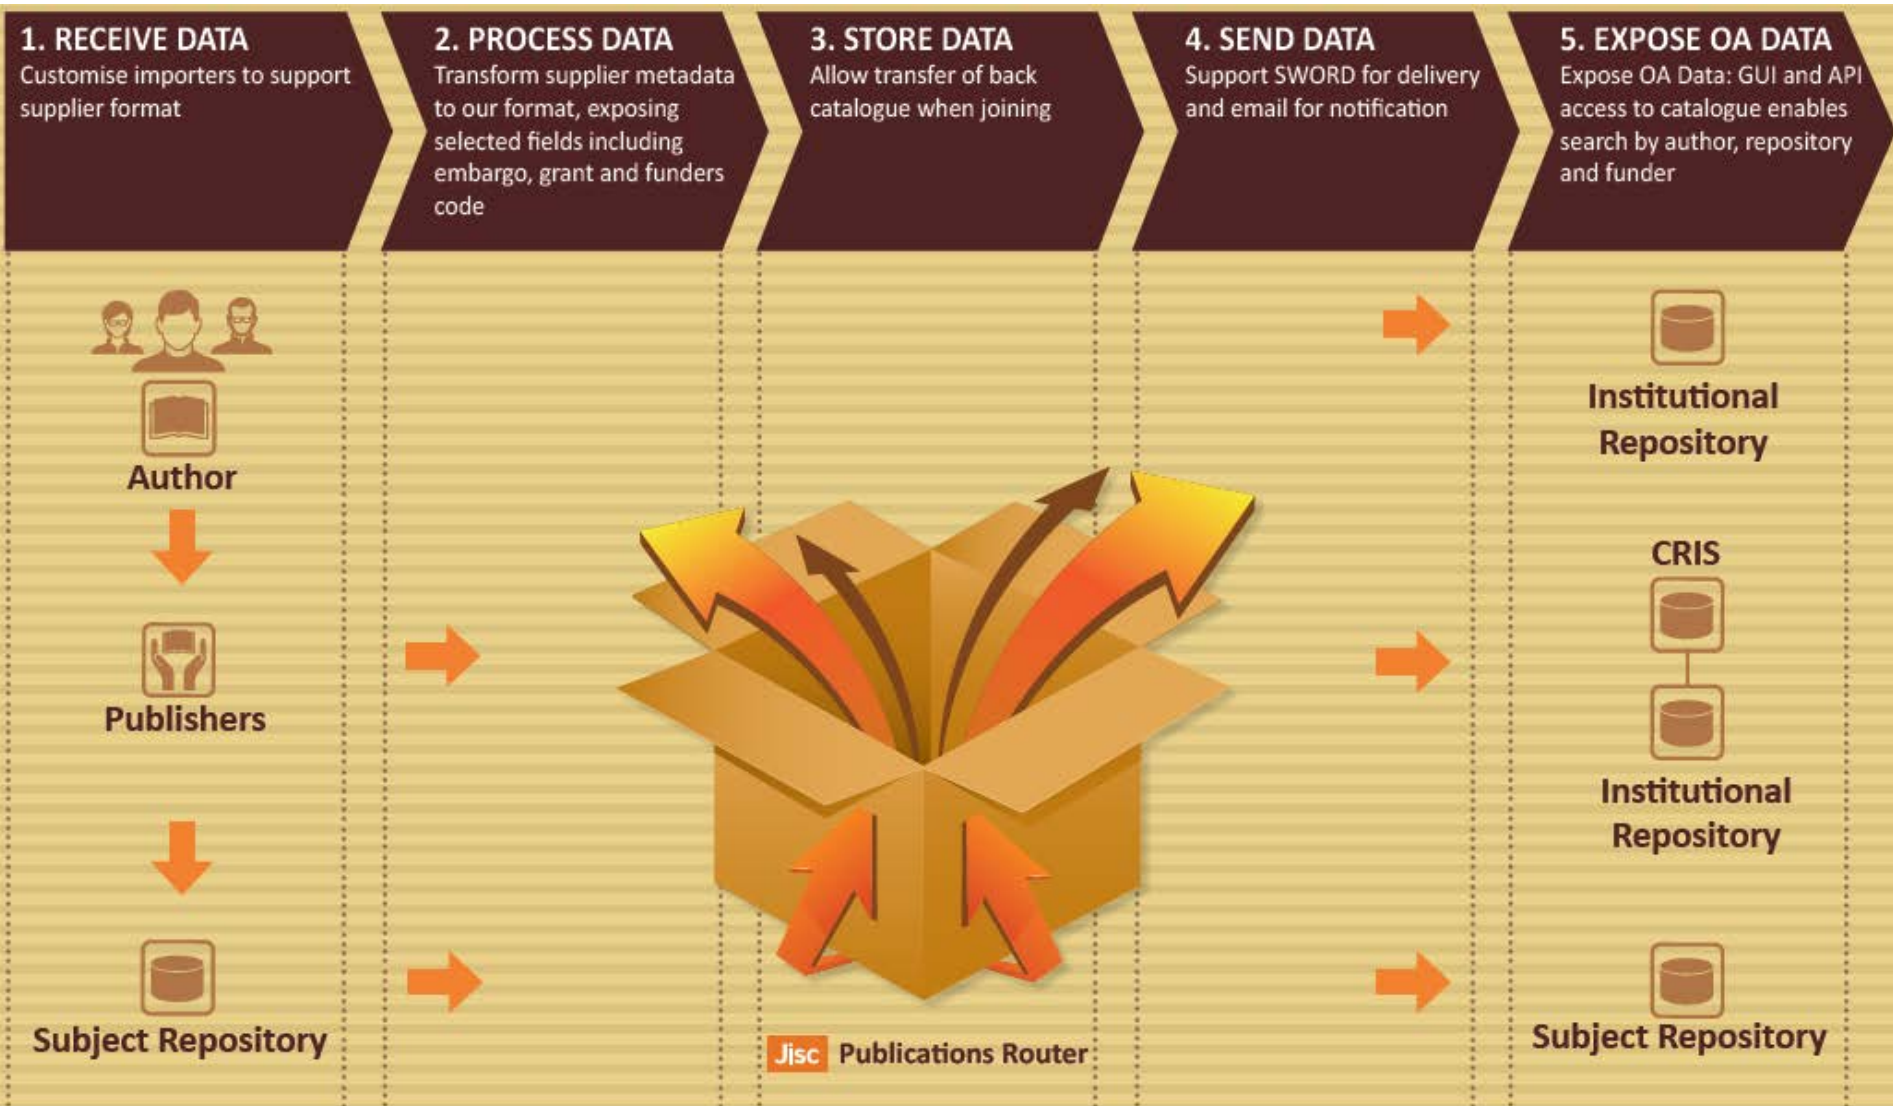 1. RECEIVE DATA
Customise importers to support
supplier format
2. PROCESS DATA
Transform supplier metadata
to our format, exposing
selected fields including
embargo, grant and funders
code
3. STORE DATA
Allow transfer of back
catalogue when joining
4. SEND DATA
Support SWORD for delivery
and email for notification
5. EXPOSE OA DATA
Expose OA Data: GUI and API
access to catalogue enables
search by author, repository
and funder
Author
Publishers
Subject Repository
Jisc Publications Router
Institutional
Repository
CRIS
Institutional
Repository
Subject Repository